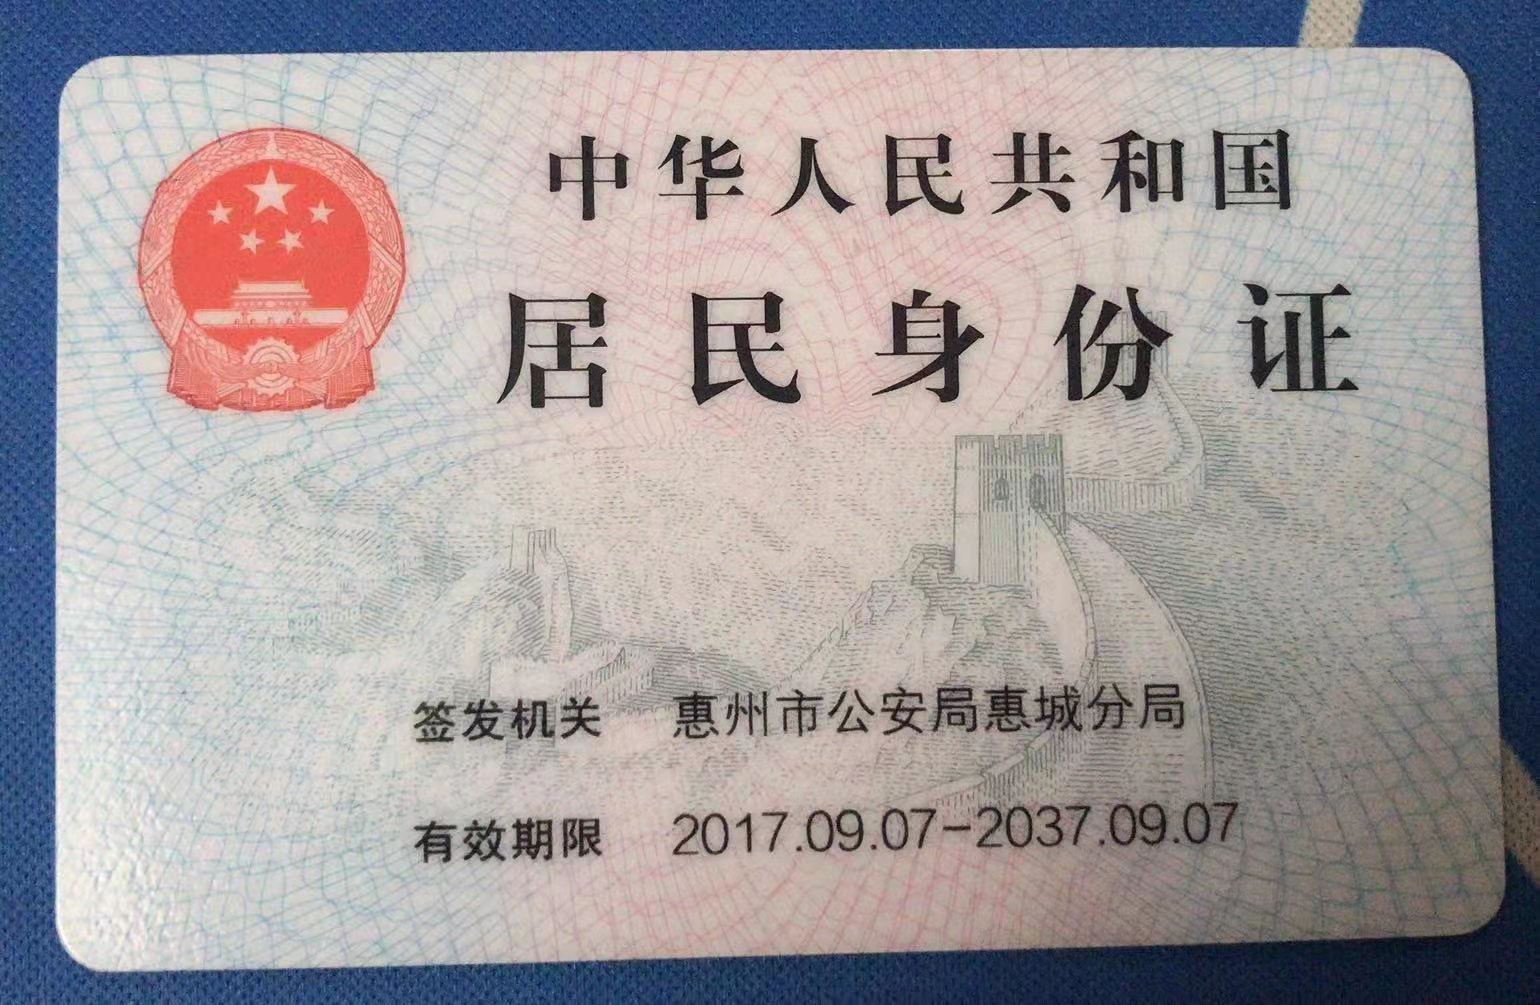 中华人民共和国
居民身份证
签发机关 惠州市公安局惠城分局
有效期限 2017.09.07-2037.09.07